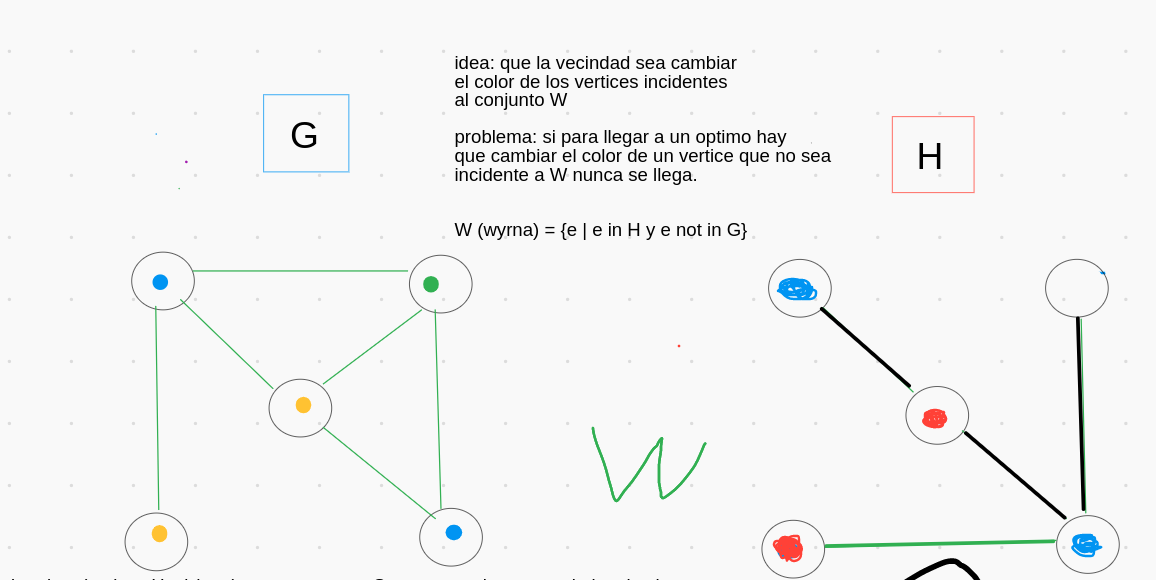 idea: que la vecindad sea cambiar
el color de los vertices incidentes
al conjunto W
G
problema: si para llegar a un optimo hay
que cambiar el color de un vertice que no sea
incidente a W nunca se llega.
H
W (wyrna) = {e | e in H y e not in G}
W